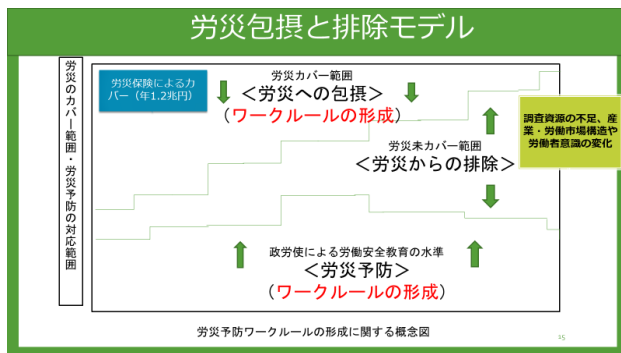 労災包摂と排除モデル
労災のカバー範囲・労災予防の対応範囲
労災保険によるカ
バー（年1.2兆円）
労災カバー範囲
＜労災への包摂＞
（ワークルールの形成）
調査資源の不足、産
業・労働市場構造や
労働者意識の変化
労災未カバー範囲
＜労災からの排除＞
政労使による労働安全教育の水準
＜労災予防＞
（ワークルールの形成）
労災予防ワークルールの形成に関する概念図
15